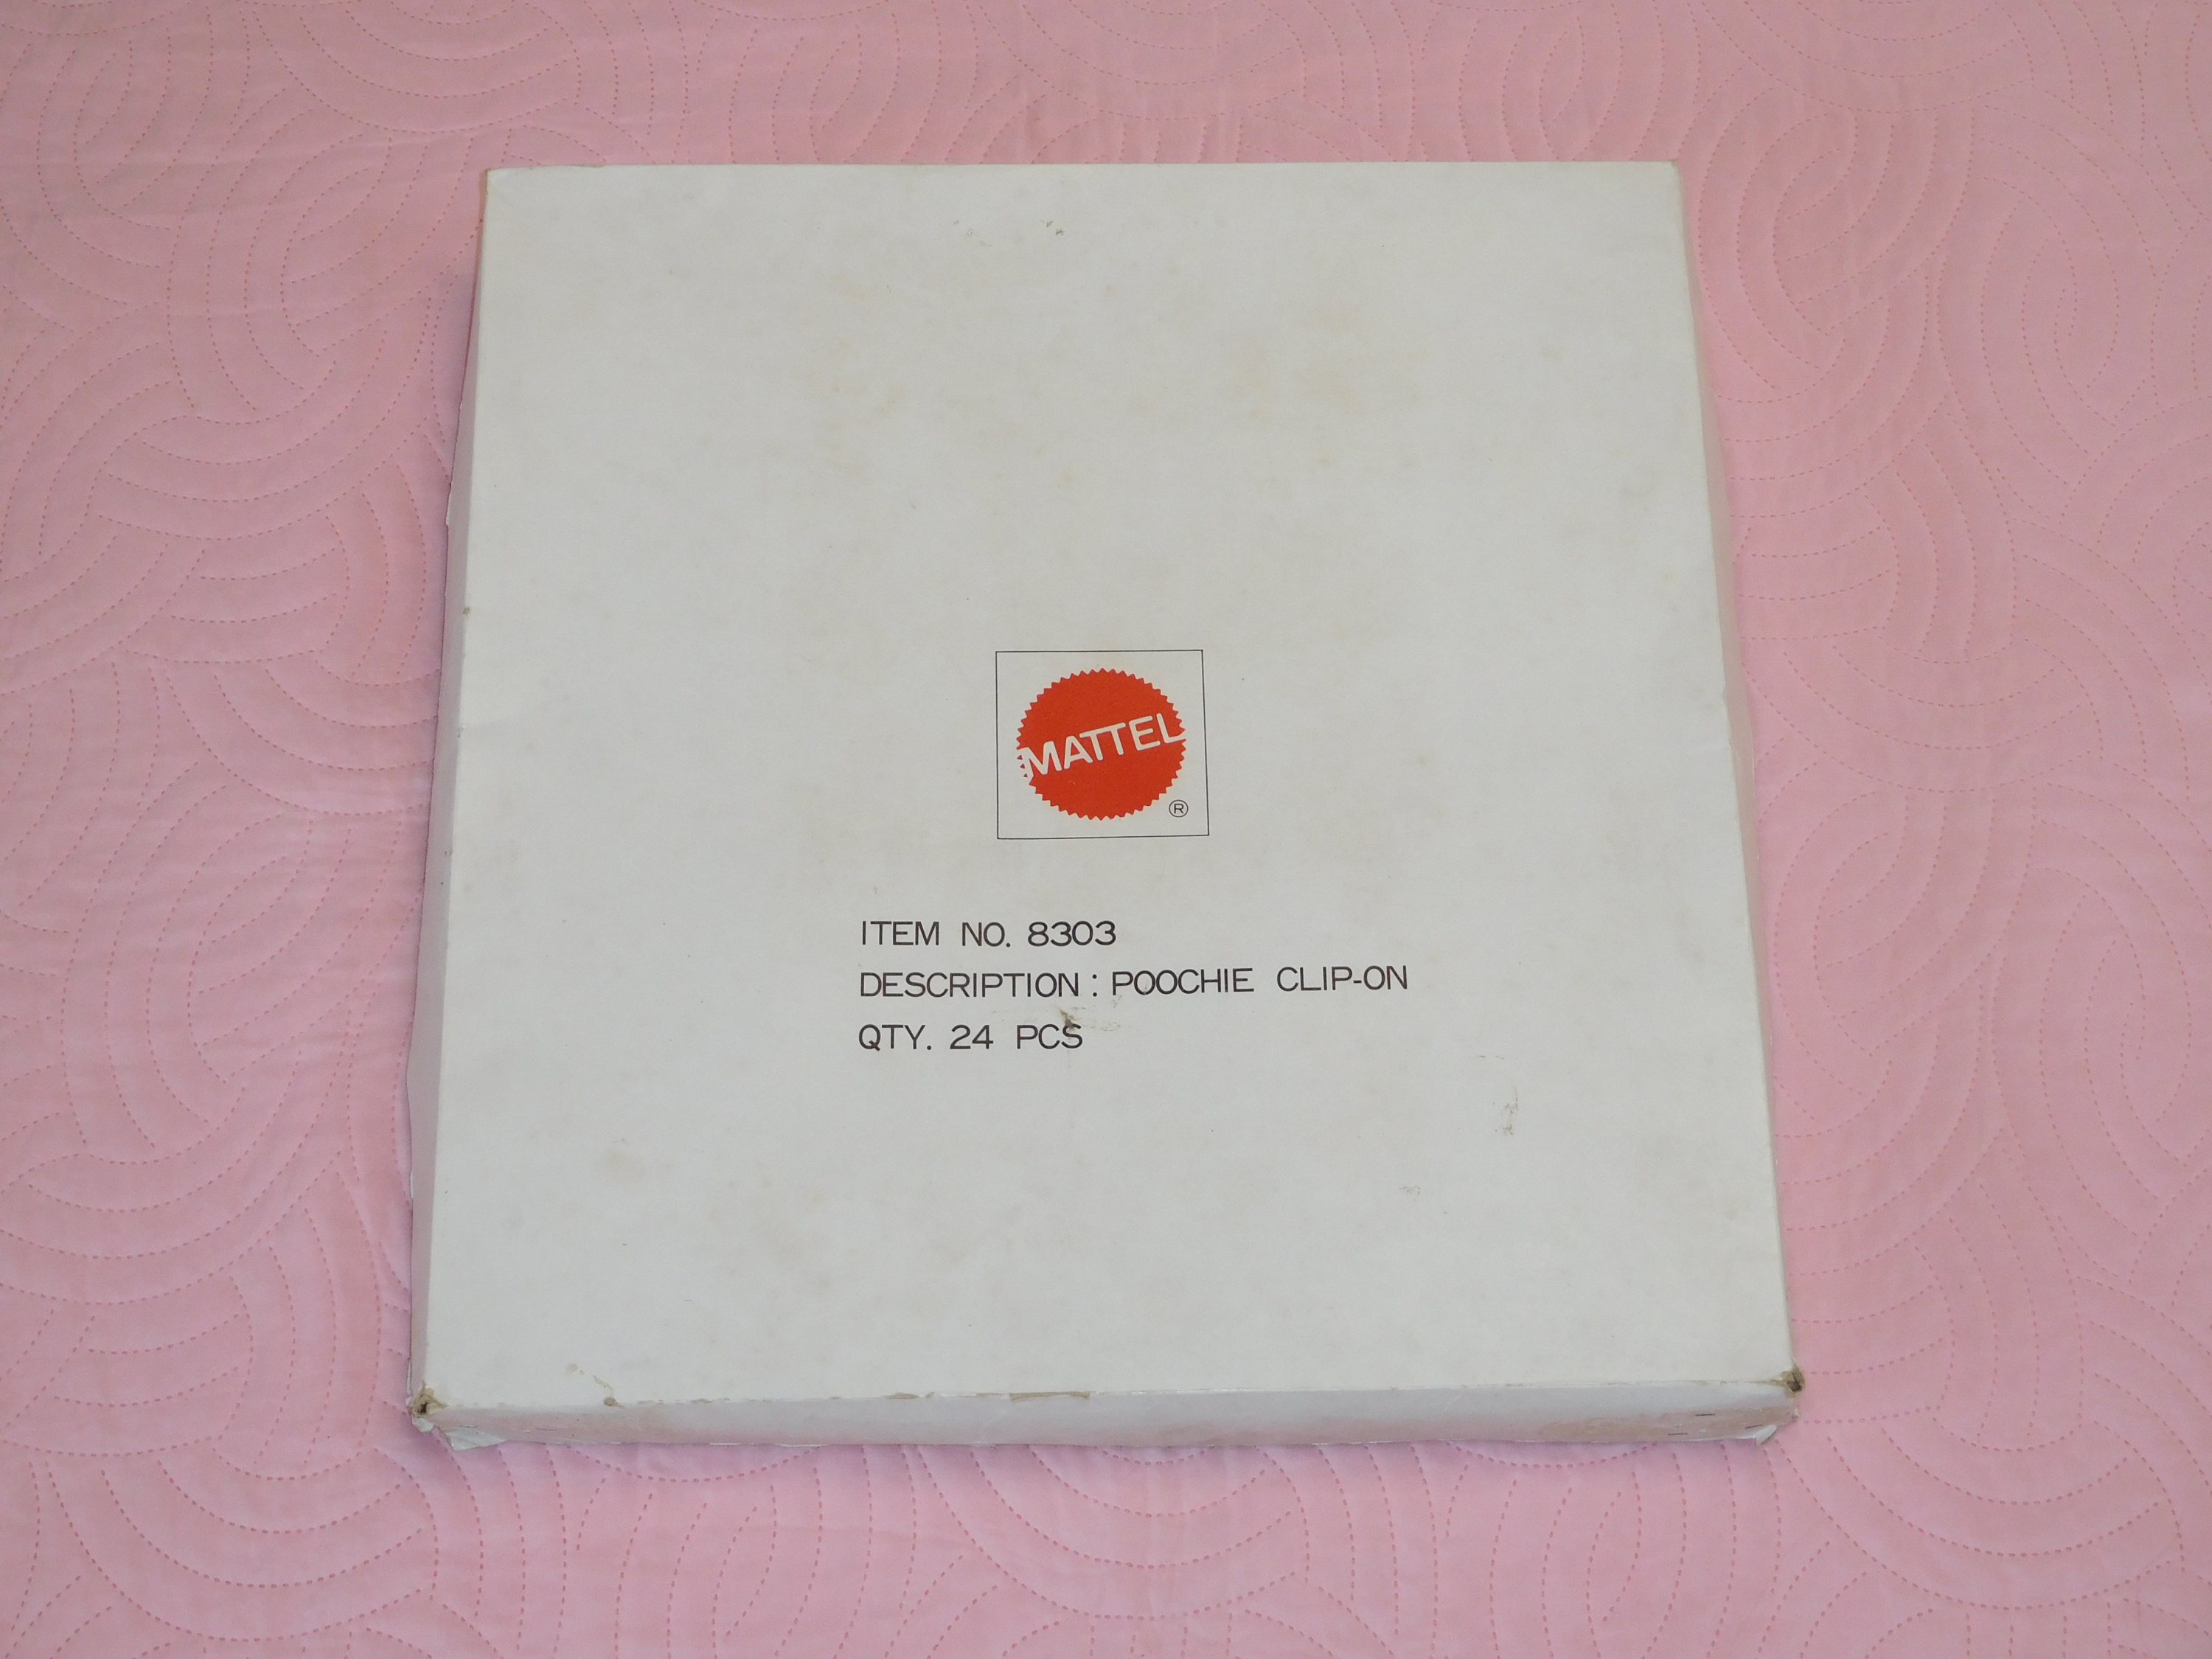 MATTEL
®
ITEM NO. 8303
DESCRIPTION : POOCHIE CLIP-ON
QTY. 24 PCS